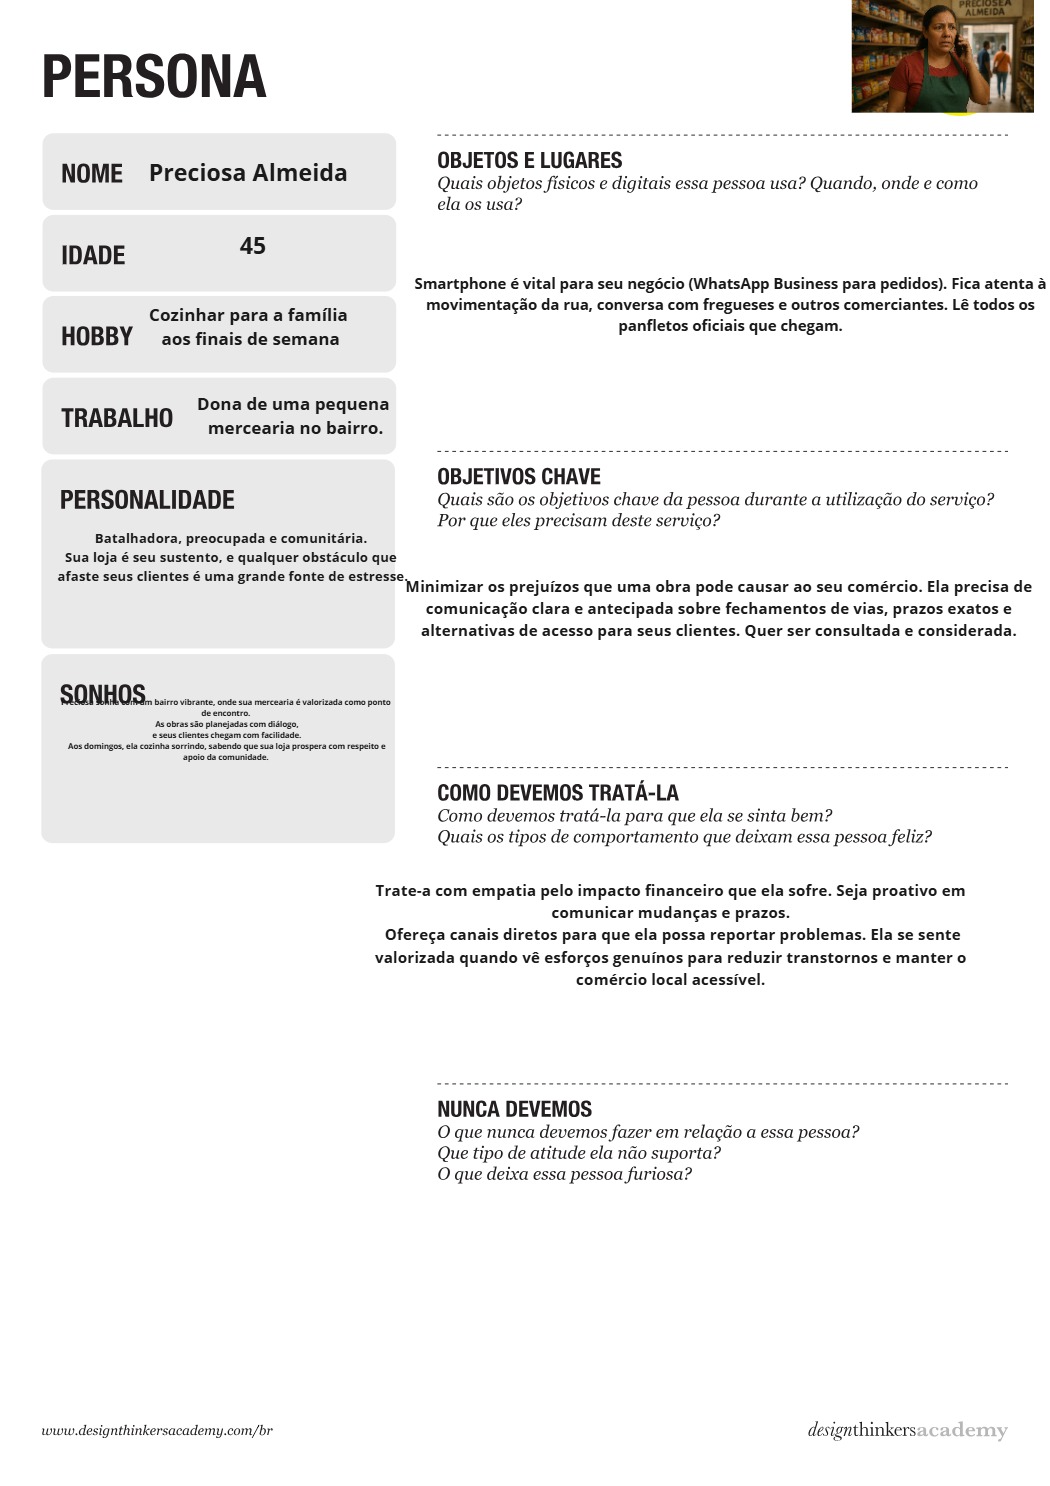 PRECIOSEA
ALMEIDA
PERSONA
NOME Preciosa Almeida
IDADE 45
HOBBY Cozinhar para a família
aos finais de semana
TRABALHO Dona de uma pequena
mercearia no bairro.
PERSONALIDADE
Batalhadora, preocupada e comunitária.
Sua loja é seu sustento, e qualquer obstáculo que
afaste seus clientes é uma grande fonte de estresse.
SONHOS
Preciosa sonha com um bairro vibrante, onde sua mercearia é valorizada como ponto
de encontro.
As obras são planejadas com diálogo,
e seus clientes chegam com facilidade.
Aos domingos, ela cozinha sorrindo, sabendo que sua loja prospera com respeito e
apoio da comunidade.
OBJETOS E LUGARES
Quais objetos físicos e digitais essa pessoa usa? Quando, onde e como
ela os usa?
Smartphone é vital para seu negócio (WhatsApp Business para pedidos). Fica atenta à
movimentação da rua, conversa com fregueses e outros comerciantes. Lê todos os
panfletos oficiais que chegam.
OBJETIVOS CHAVE
Quais são os objetivos chave da pessoa durante a utilização do serviço?
Por que eles precisam deste serviço?
Minimizar os prejuízos que uma obra pode causar ao seu comércio. Ela precisa de
comunicação clara e antecipada sobre fechamentos de vias, prazos exatos e
alternativas de acesso para seus clientes. Quer ser consultada e considerada.
COMO DEVEMOS TRATÁ-LA
Como devemos tratá-la para que ela se sinta bem?
Quais os tipos de comportamento que deixam essa pessoa feliz?
Trate-a com empatia pelo impacto financeiro que ela sofre. Seja proativo em
comunicar mudanças e prazos.
Ofereça canais diretos para que ela possa reportar problemas. Ela se sente
valorizada quando vê esforços genuínos para reduzir transtornos e manter o
comércio local acessível.
NUNCA DEVEMOS
O que nunca devemos fazer em relação a essa pessoa?
Que tipo de atitude ela não suporta?
O que deixa essa pessoa furiosa?
www.designthinkersacademy.com/br
designthinkersacademy